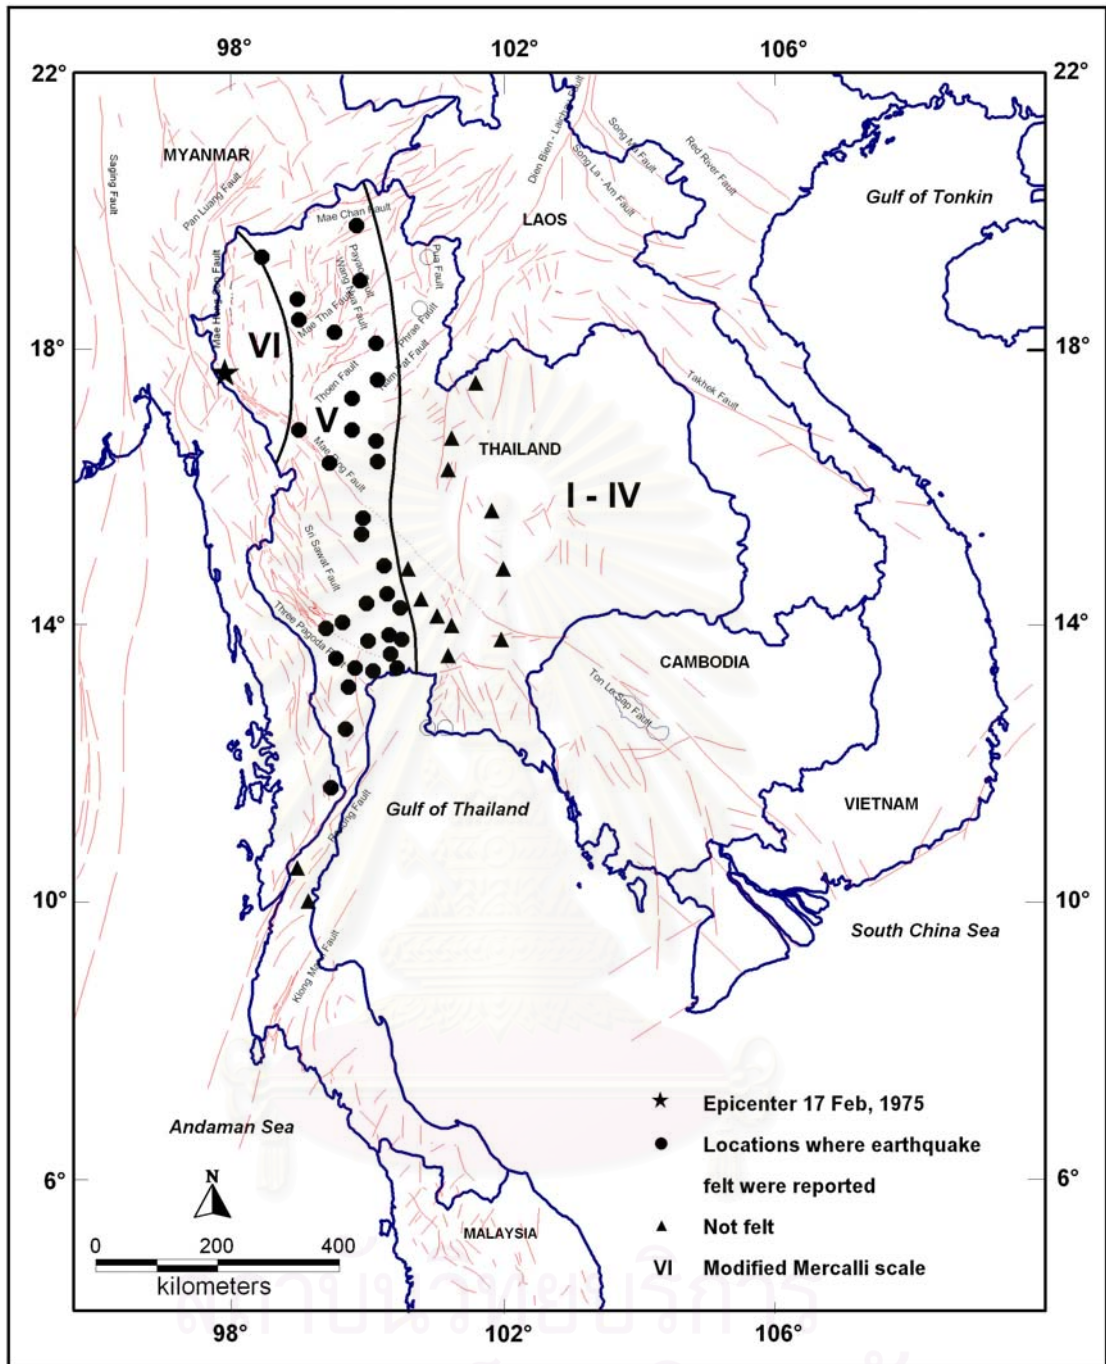 98° 102° 106°
22° 22°
MYANMAR
Saging Fault
Pan Luang Fault
Dien Bien - Laichau Fault
Song Ma Fault
Song La - Am Fault
Red River Fault
Gulf of Tonkin
LAOS
Mae Chan Fault
Pua Fault
Payao Fault
Wang Nua Fault
Mae Hong Son Fault
Mae Tha Fault
Phrae Fault
VI
18° 18°
Thoen Fault
Takhek Fault
V
THAILAND
Mae Ping Fault
I - IV
Sri Sawat Fault
14° 14°
Three Pagoda Fault
CAMBODIA
Ton Le Sap Fault
Gulf of Thailand
VIETNAM
10° 10°
South China Sea
Klong Marui Fault
Andaman Sea
Epicenter 17 Feb, 1975
Locations where earthquake
felt were reported
Not felt
VI Modified Mercalli scale
6° 6°
N
MALAYSIA
0 200 400
kilometers
98° 102° 106°